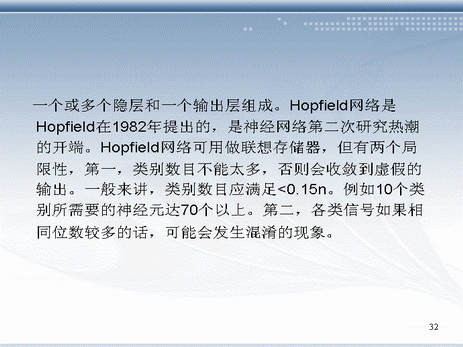 一个或多个隐层和一个输出层组成。Hopfield网络是
Hopfield在1982年提出的，是神经网络第二次研究热潮
的开端。Hopfield网络可用做联想存储器，但有两个局
限性，第一，类别数目不能太多，否则会收敛到虚假的
输出。一般来讲，类别数目应满足<0.15n。例如10个类
别所需要的神经元达70个以上。第二，各类信号如果相
同位数较多的话，可能会发生混淆的现象。
32